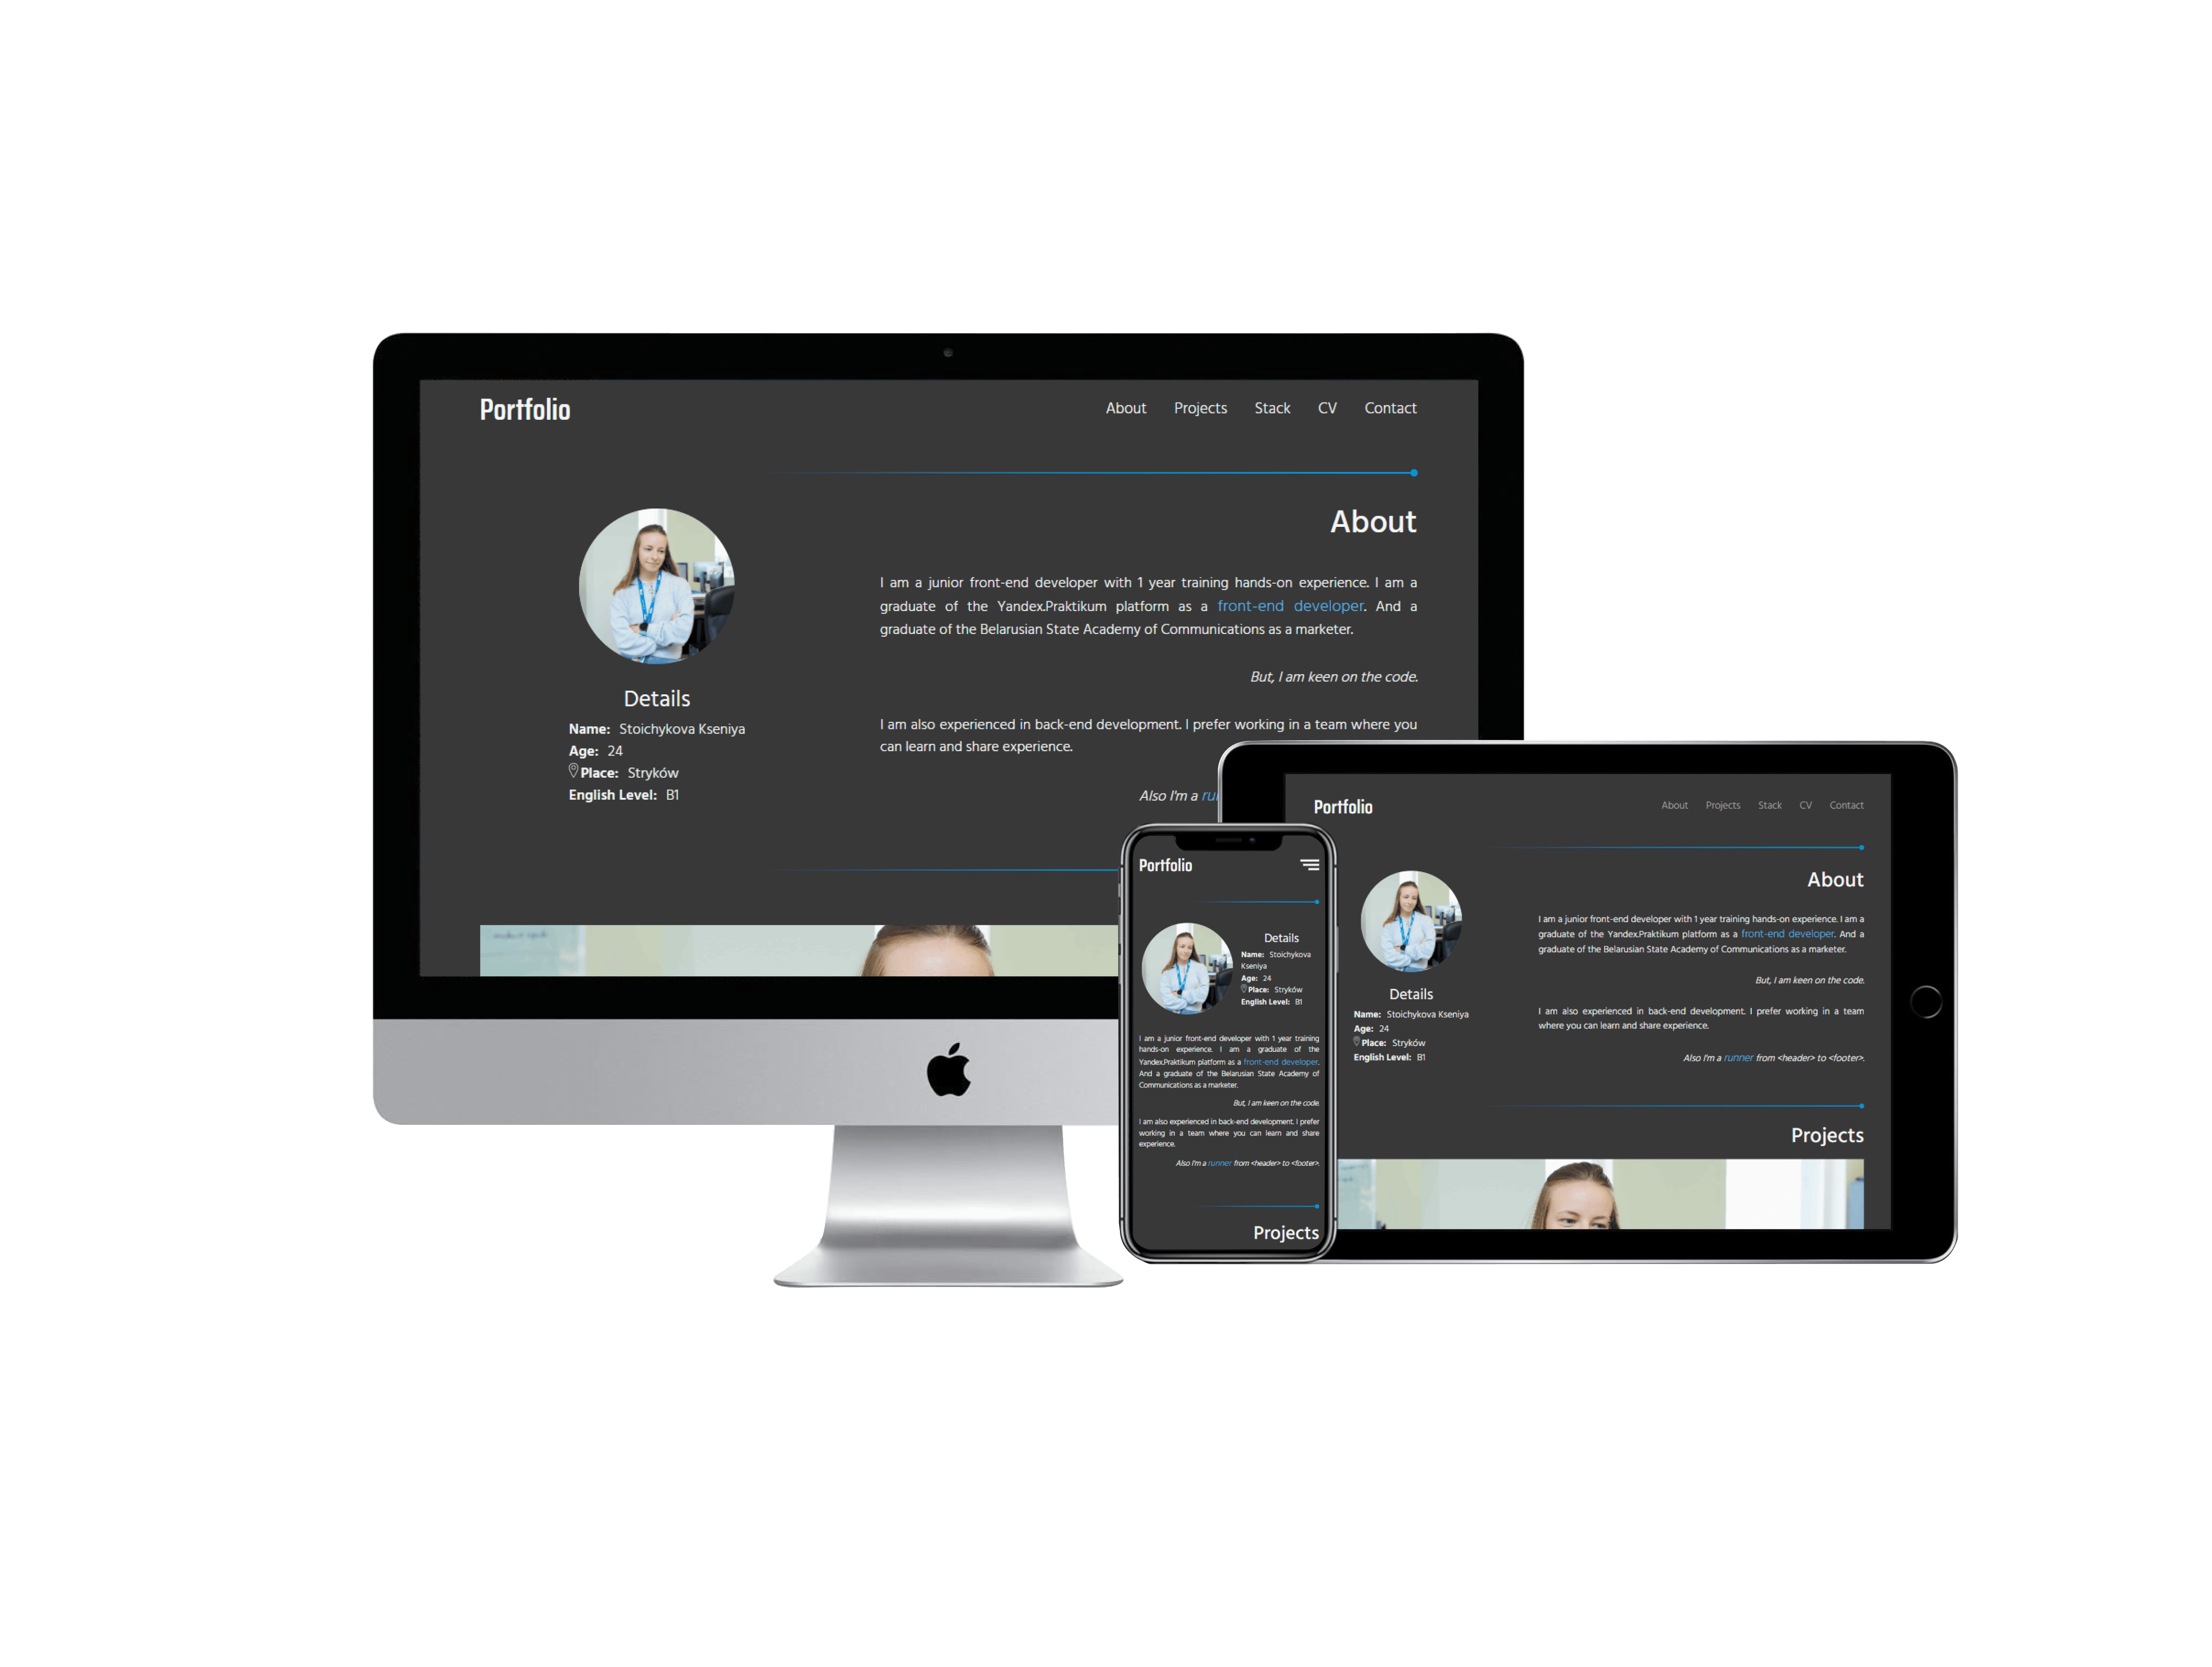 Portfolio
About Projects Stack CV Contact
About
I am a junior front-end developer with 1 year training hands-on experience. I am a
graduate of the Yandex.Praktikum platform as a front-end developer. And a
graduate of the Belarusian State Academy of Communications as a marketer.
But, I am keen on the code.
I am also experienced in back-end development. I prefer working in a team where you
can learn and share experience.
Also I'm a
Details
Name: Stoichykova Kseniya
Age: 24
Place: Stryków
English Level: B1
Portfolio
Details
Name: Stoichykova
Kseniya
Age: 24
Place: Stryków
English Level: B1
I am a junior front-end developer with 1 year training
hands-on experience. I am a graduate of the
Yandex.Praktikum platform as a front-end developer.
And a graduate of the Belarusian State Academy of
Communications as a marketer.
But, I am keen on the code.
I am also experienced in back-end development. I prefer
working in a team where you can learn and share
experience.
Also I'm a runner from <header> to <footer>.
Projects
Portfolio
About Projects Stack CV Contact
About
I am a junior front-end developer with 1 year training hands-on experience. I am a
graduate of the Yandex.Praktikum platform as a front-end developer. And a
graduate of the Belarusian State Academy of Communications as a marketer.
But, I am keen on the code.
I am also experienced in back-end development. I prefer working in a team
where you can learn and share experience.
Also I'm a runner from <header> to <footer>.
Details
Name: Stoichykova Kseniya
Age: 24
Place: Stryków
English Level: B1
Projects